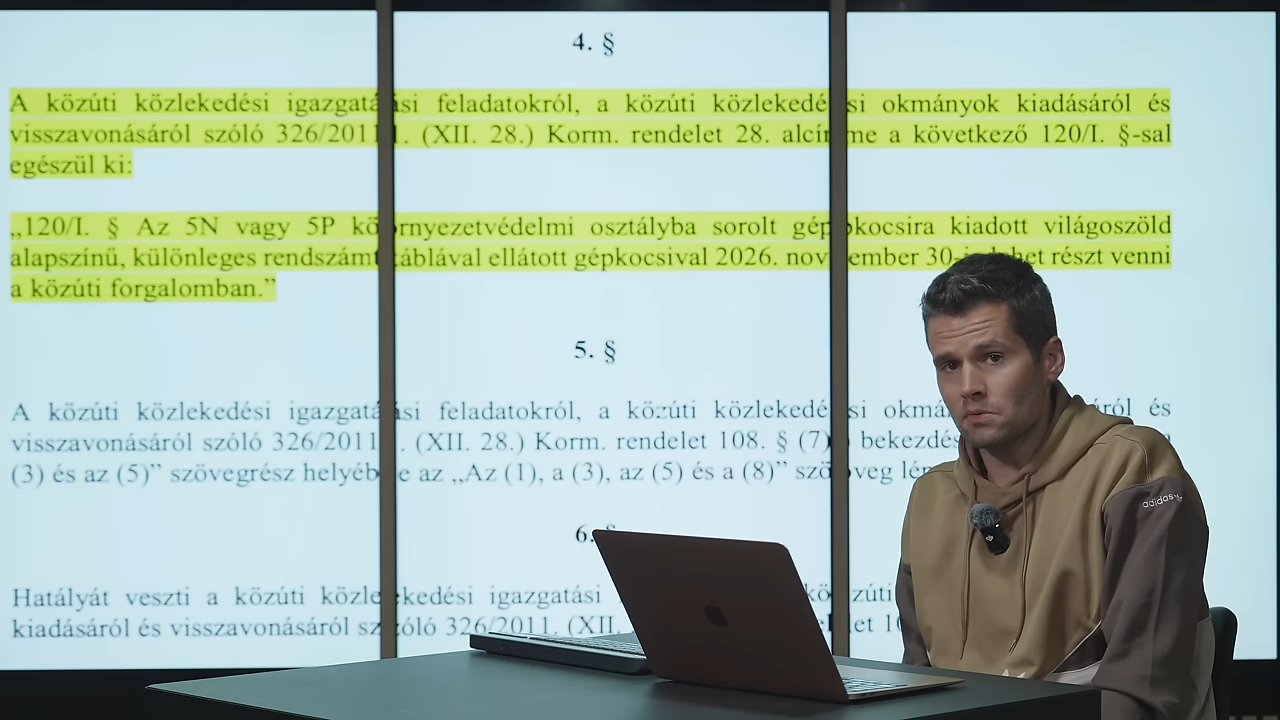 4. §
A közúti közlekedési igazgatási feladatokról, a közúti közlekedési okmányok kiadásáról és
visszavonásáról szóló 326/2011. (XII. 28.) Korm. rendelet 28. alcíme a következő 120/I. §-sal
egészül ki:
„120/I. § Az 5N vagy 5P környezetvédelmi osztályba sorolt gépkocsira kiadott világoszöld
alapszínű, különleges rendszámtáblával ellátott gépkocsival 2026. november 30-ig lehet részt venni
a közúti forgalomban.”
5. §
A közúti közlekedési igazgatási feladatokról, a közúti közlekedési és
visszavonásáról szóló 326/2011. (XII. 28.) Korm. rendelet 108. § (7)
(3) és az (5)” szövegrész helyébe az „Az (1), a (3), az (5) és a (8)” szöveg
6. §
Hatályát veszti a közúti közlekedési igazgatási közúti
kiadásáról és visszavonásáról szóló 326/2011. (XII.
adidas